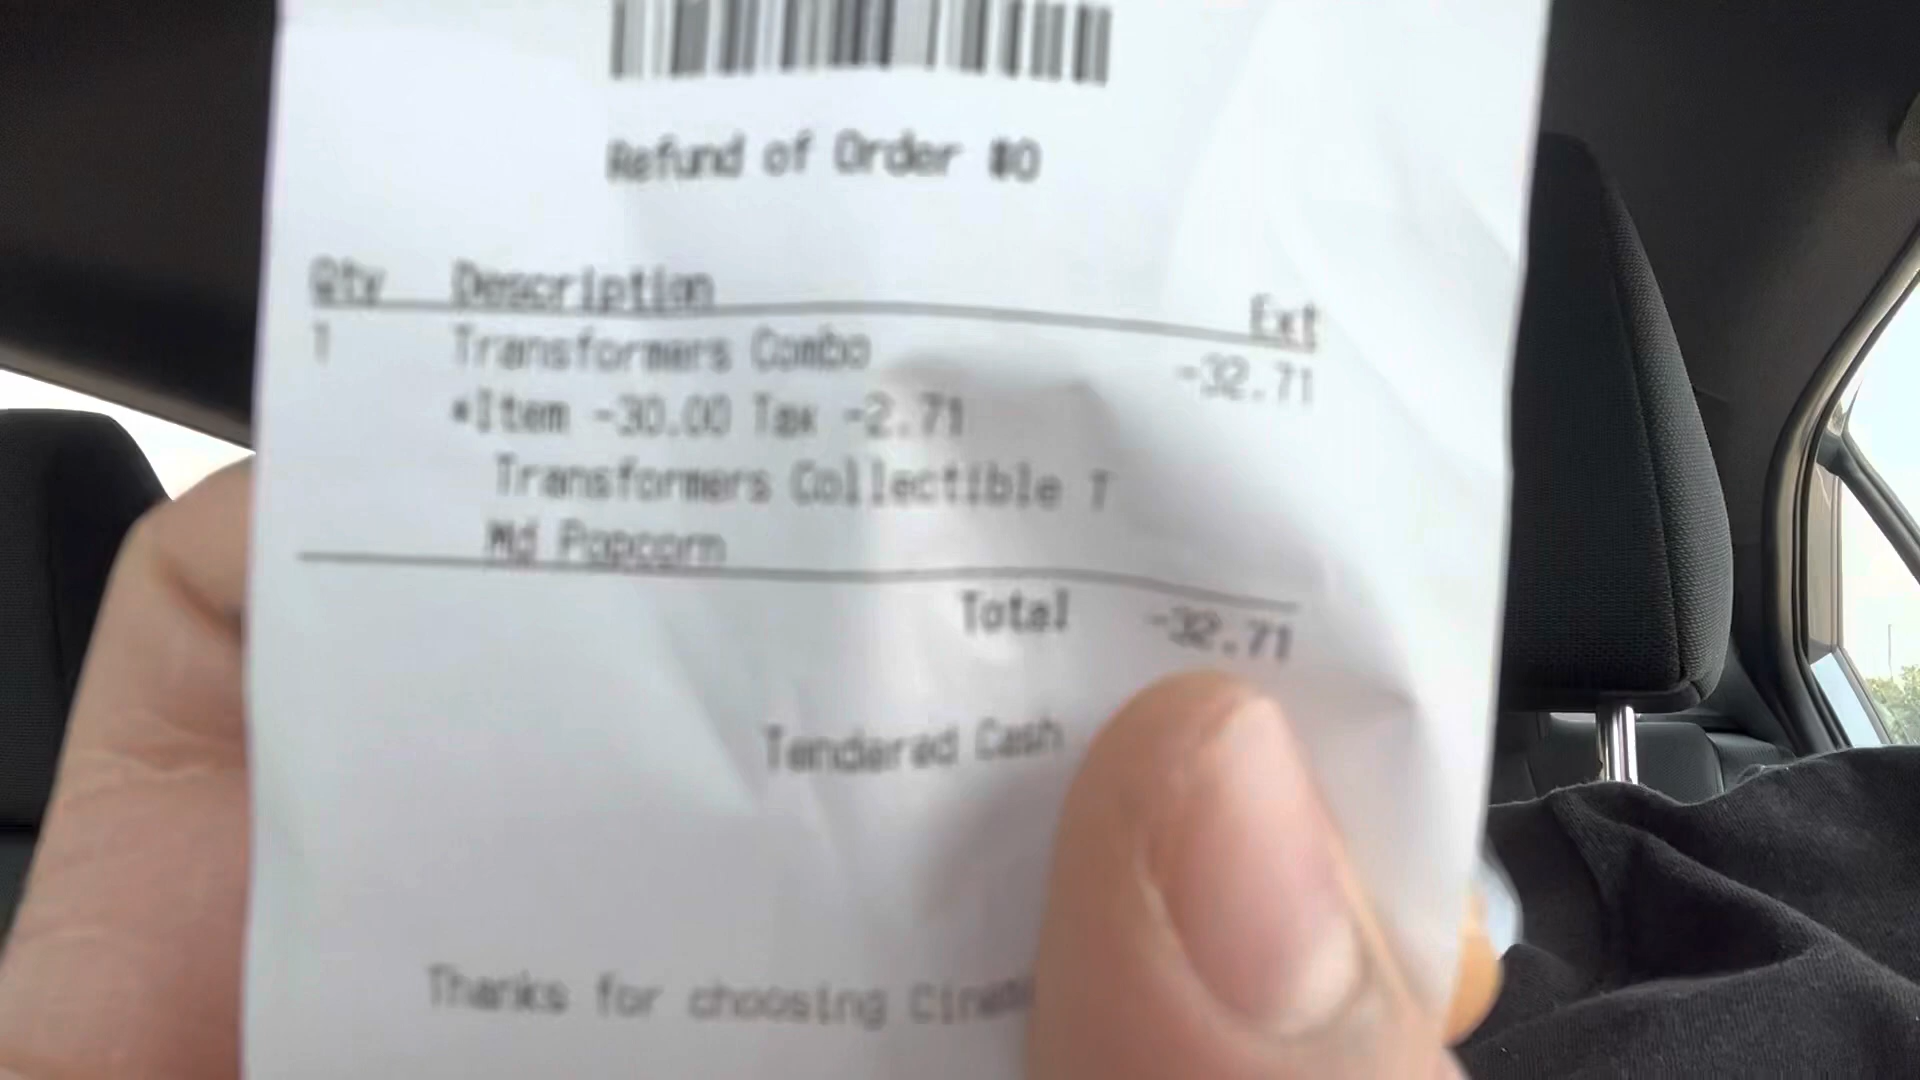 Refund of Order #0
Qty Description Ext
1 Transformers Combo -32.71
*Item -30.00 Tax -2.71
Transformers Collectible T
Md Popcorn
Total -32.71
Tendered Cash
Thanks for choosing